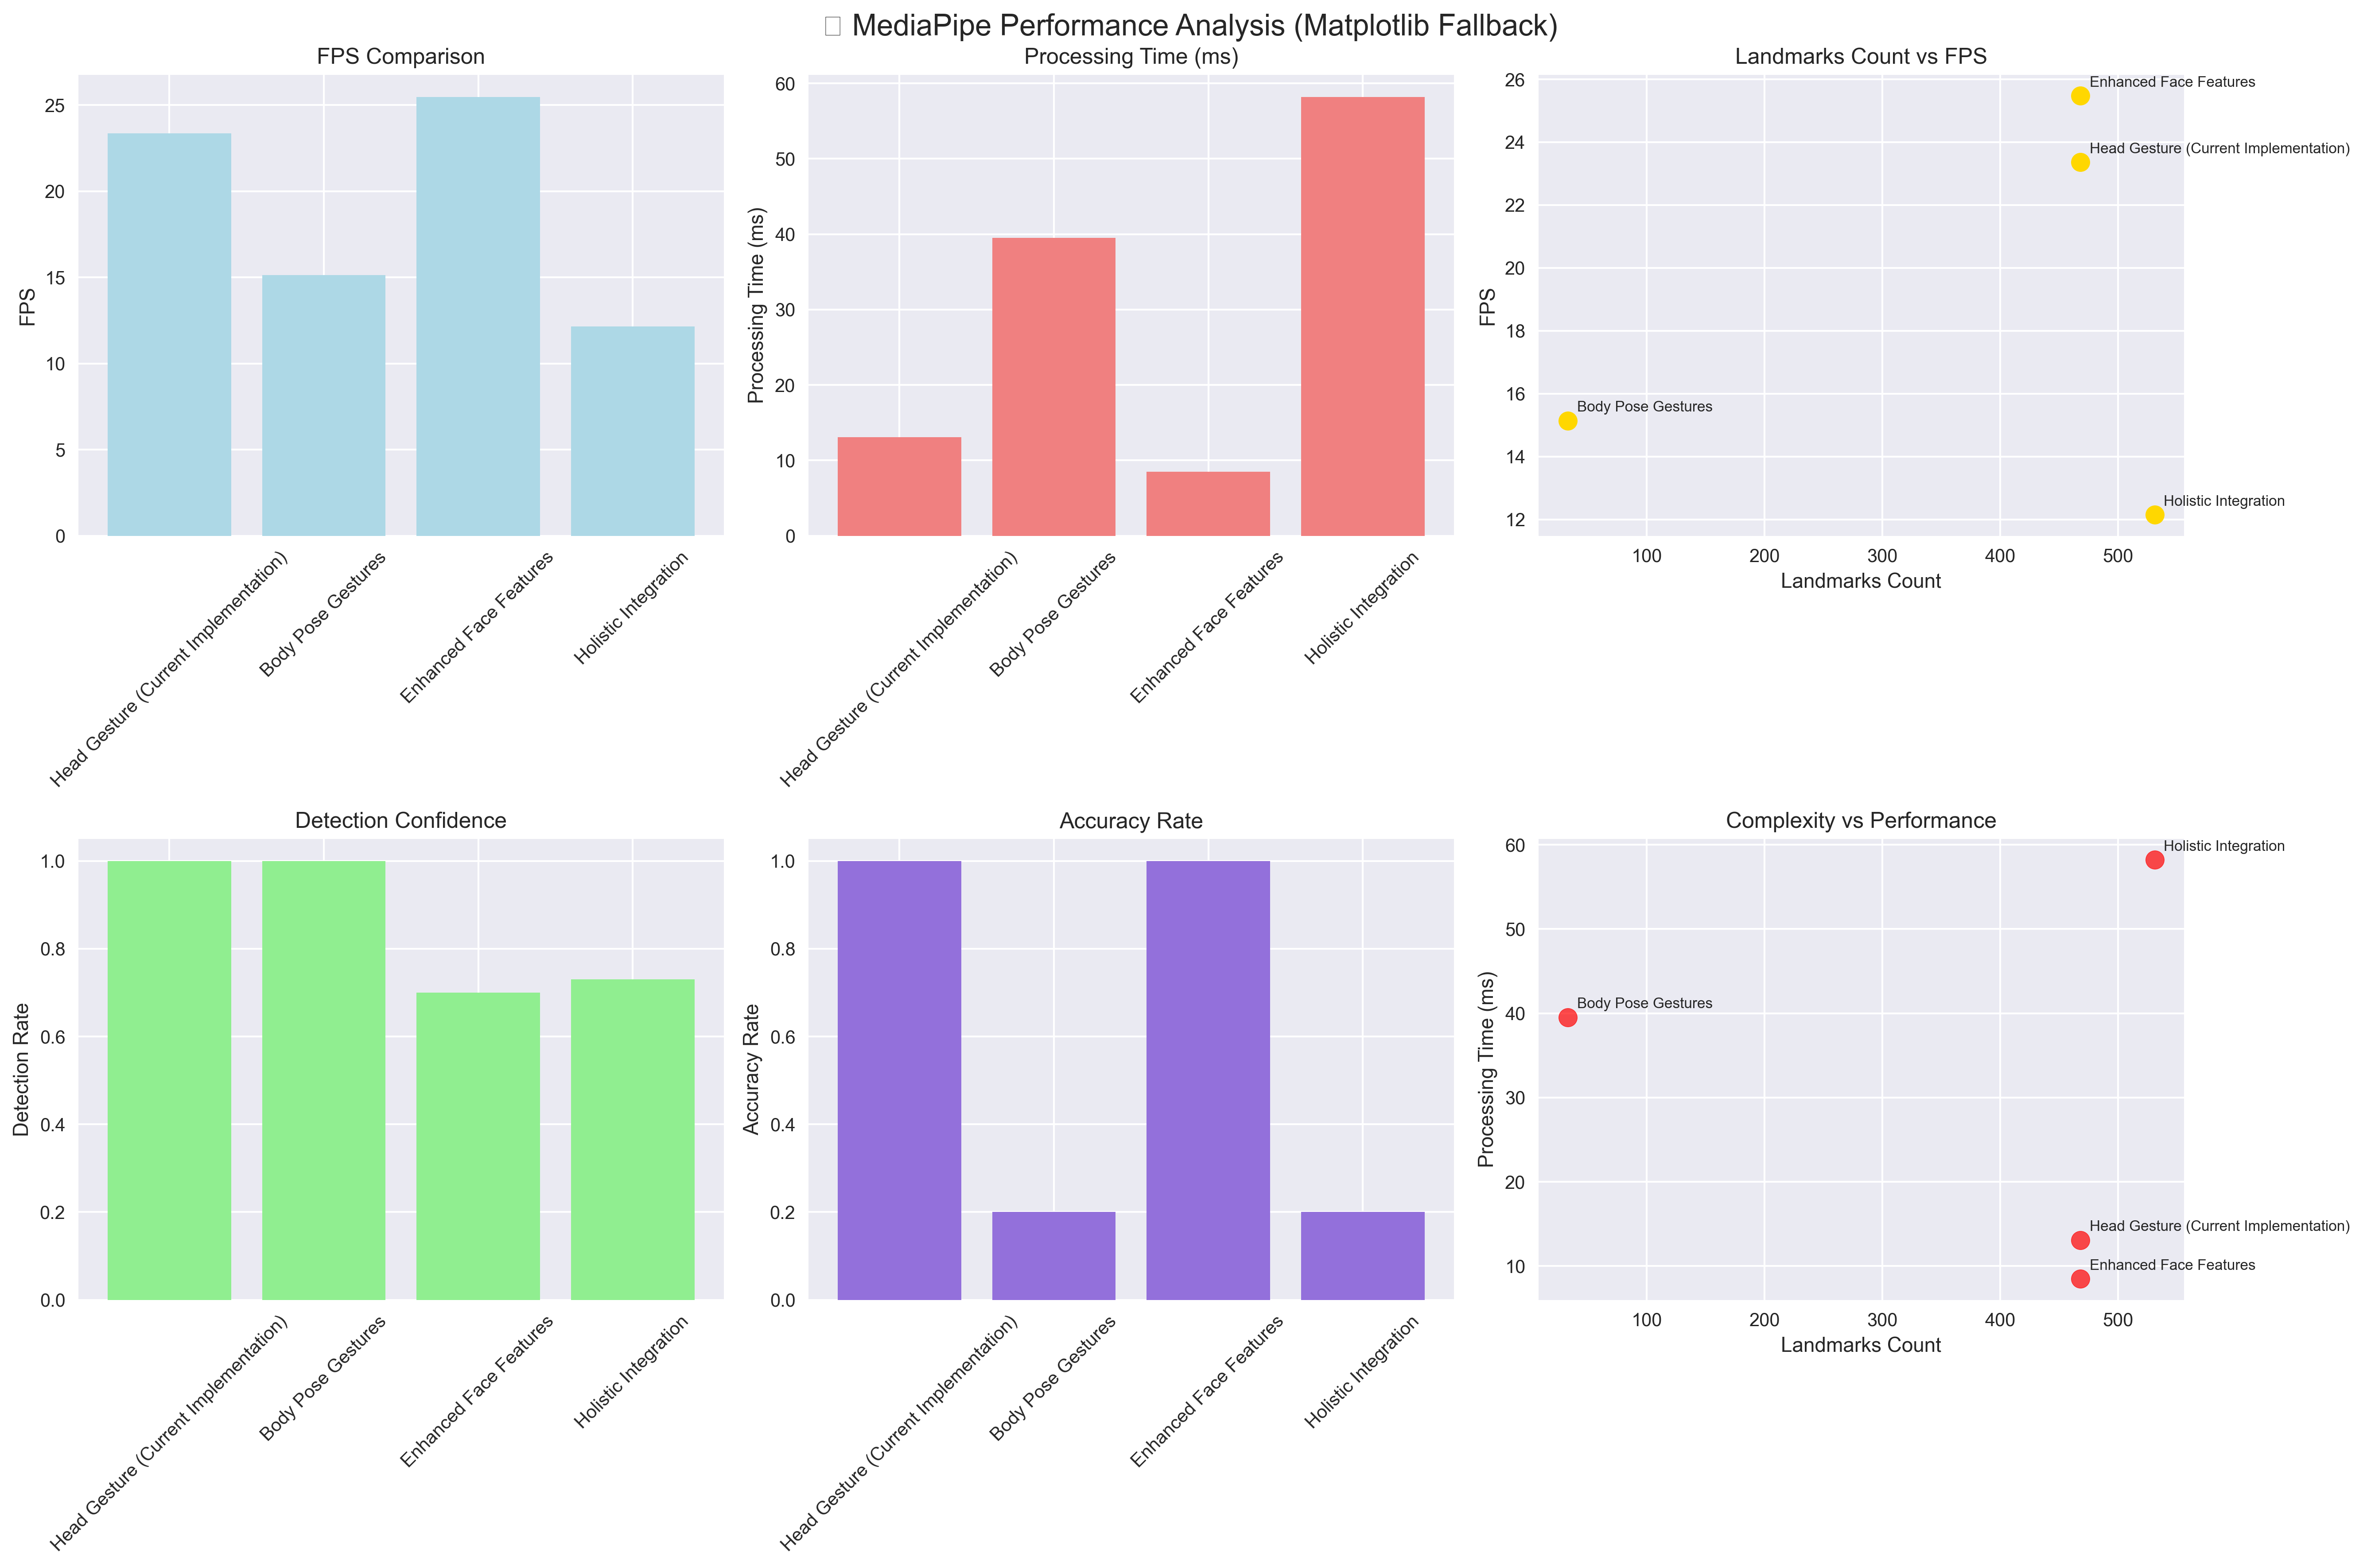 MediaPipe Performance Analysis (Matplotlib Fallback)
FPS Comparison
FPS
25
20
15
10
5
0
Head Gesture (Current Implementation)
Body Pose Gestures
Enhanced Face Features
Holistic Integration
Processing Time (ms)
Processing Time (ms)
60
50
40
30
20
10
0
Head Gesture (Current Implementation)
Body Pose Gestures
Enhanced Face Features
Holistic Integration
Landmarks Count vs FPS
FPS
26
24
22
20
18
16
14
12
Enhanced Face Features
Head Gesture (Current Implementation)
Body Pose Gestures
Holistic Integration
100 200 300 400 500
Landmarks Count
Detection Confidence
Detection Rate
1.0
0.8
0.6
0.4
0.2
0.0
Head Gesture (Current Implementation)
Body Pose Gestures
Enhanced Face Features
Holistic Integration
Accuracy Rate
Accuracy Rate
1.0
0.8
0.6
0.4
0.2
0.0
Head Gesture (Current Implementation)
Body Pose Gestures
Enhanced Face Features
Holistic Integration
Complexity vs Performance
Processing Time (ms)
60
50
40
30
20
10
Holistic Integration
Body Pose Gestures
Head Gesture (Current Implementation)
Enhanced Face Features
100 200 300 400 500
Landmarks Count